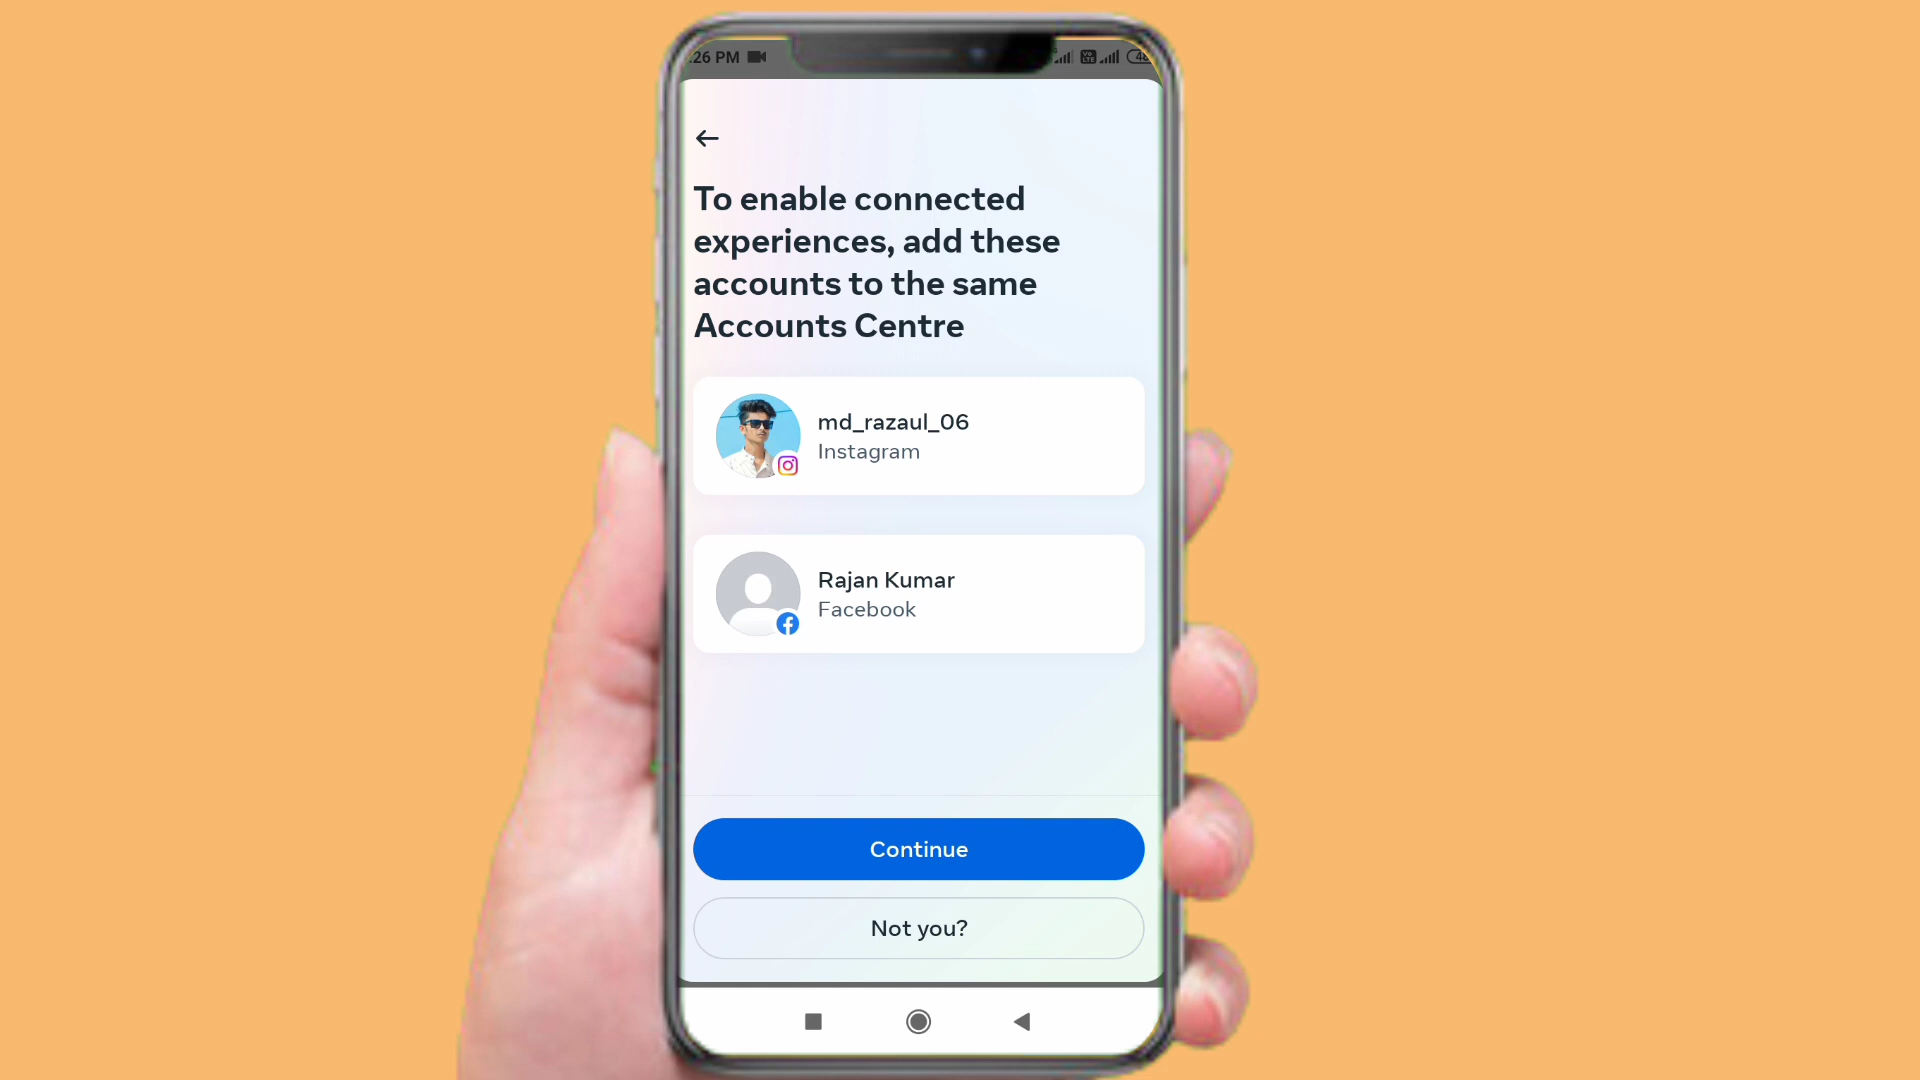 :26 PM
To enable connected
experiences, add these
accounts to the same
Accounts Centre
md_razaul_06
Instagram
Rajan Kumar
Facebook
Continue
Not you?